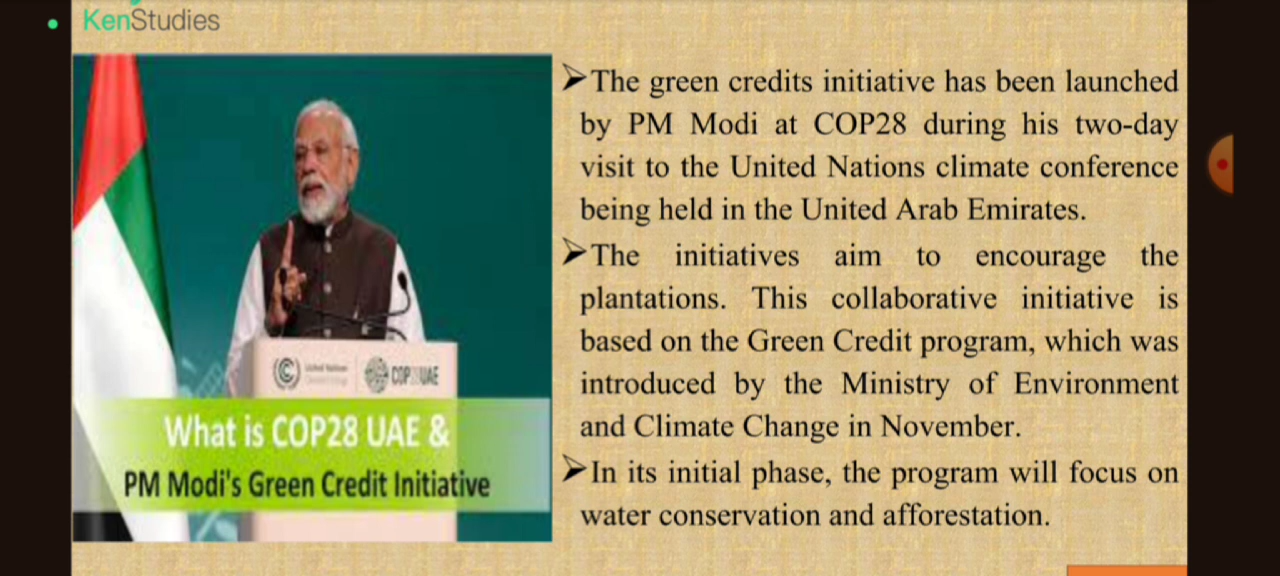 KenStudies
The green credits initiative has been launched
by PM Modi at COP28 during his two-day
visit to the United Nations climate conference
being held in the United Arab Emirates.
The initiatives aim to encourage the
plantations. This collaborative initiative is
based on the Green Credit program, which was
introduced by the Ministry of Environment
and Climate Change in November.
In its initial phase, the program will focus on
water conservation and afforestation.
United Nations
COP28 UAE
What is COP28 UAE &
PM Modi's Green Credit Initiative